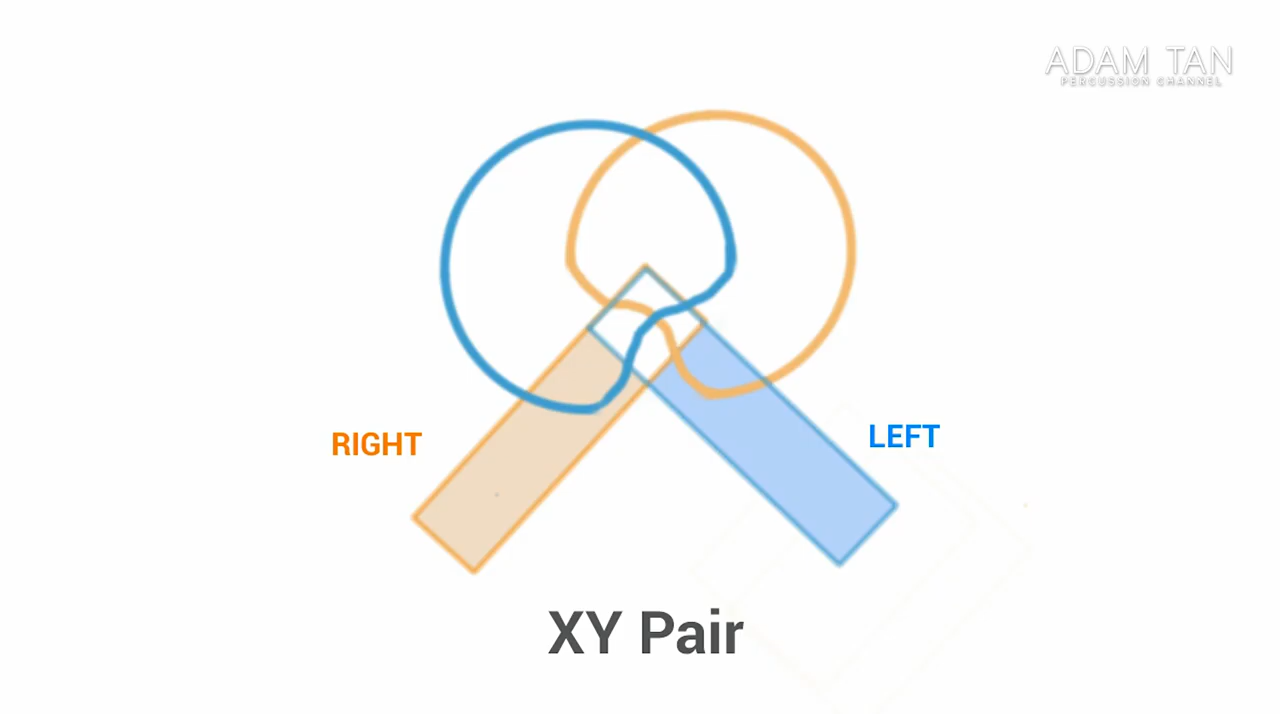 ADAM TAN
PERCUSSION CHANNEL
RIGHT
LEFT
XY Pair